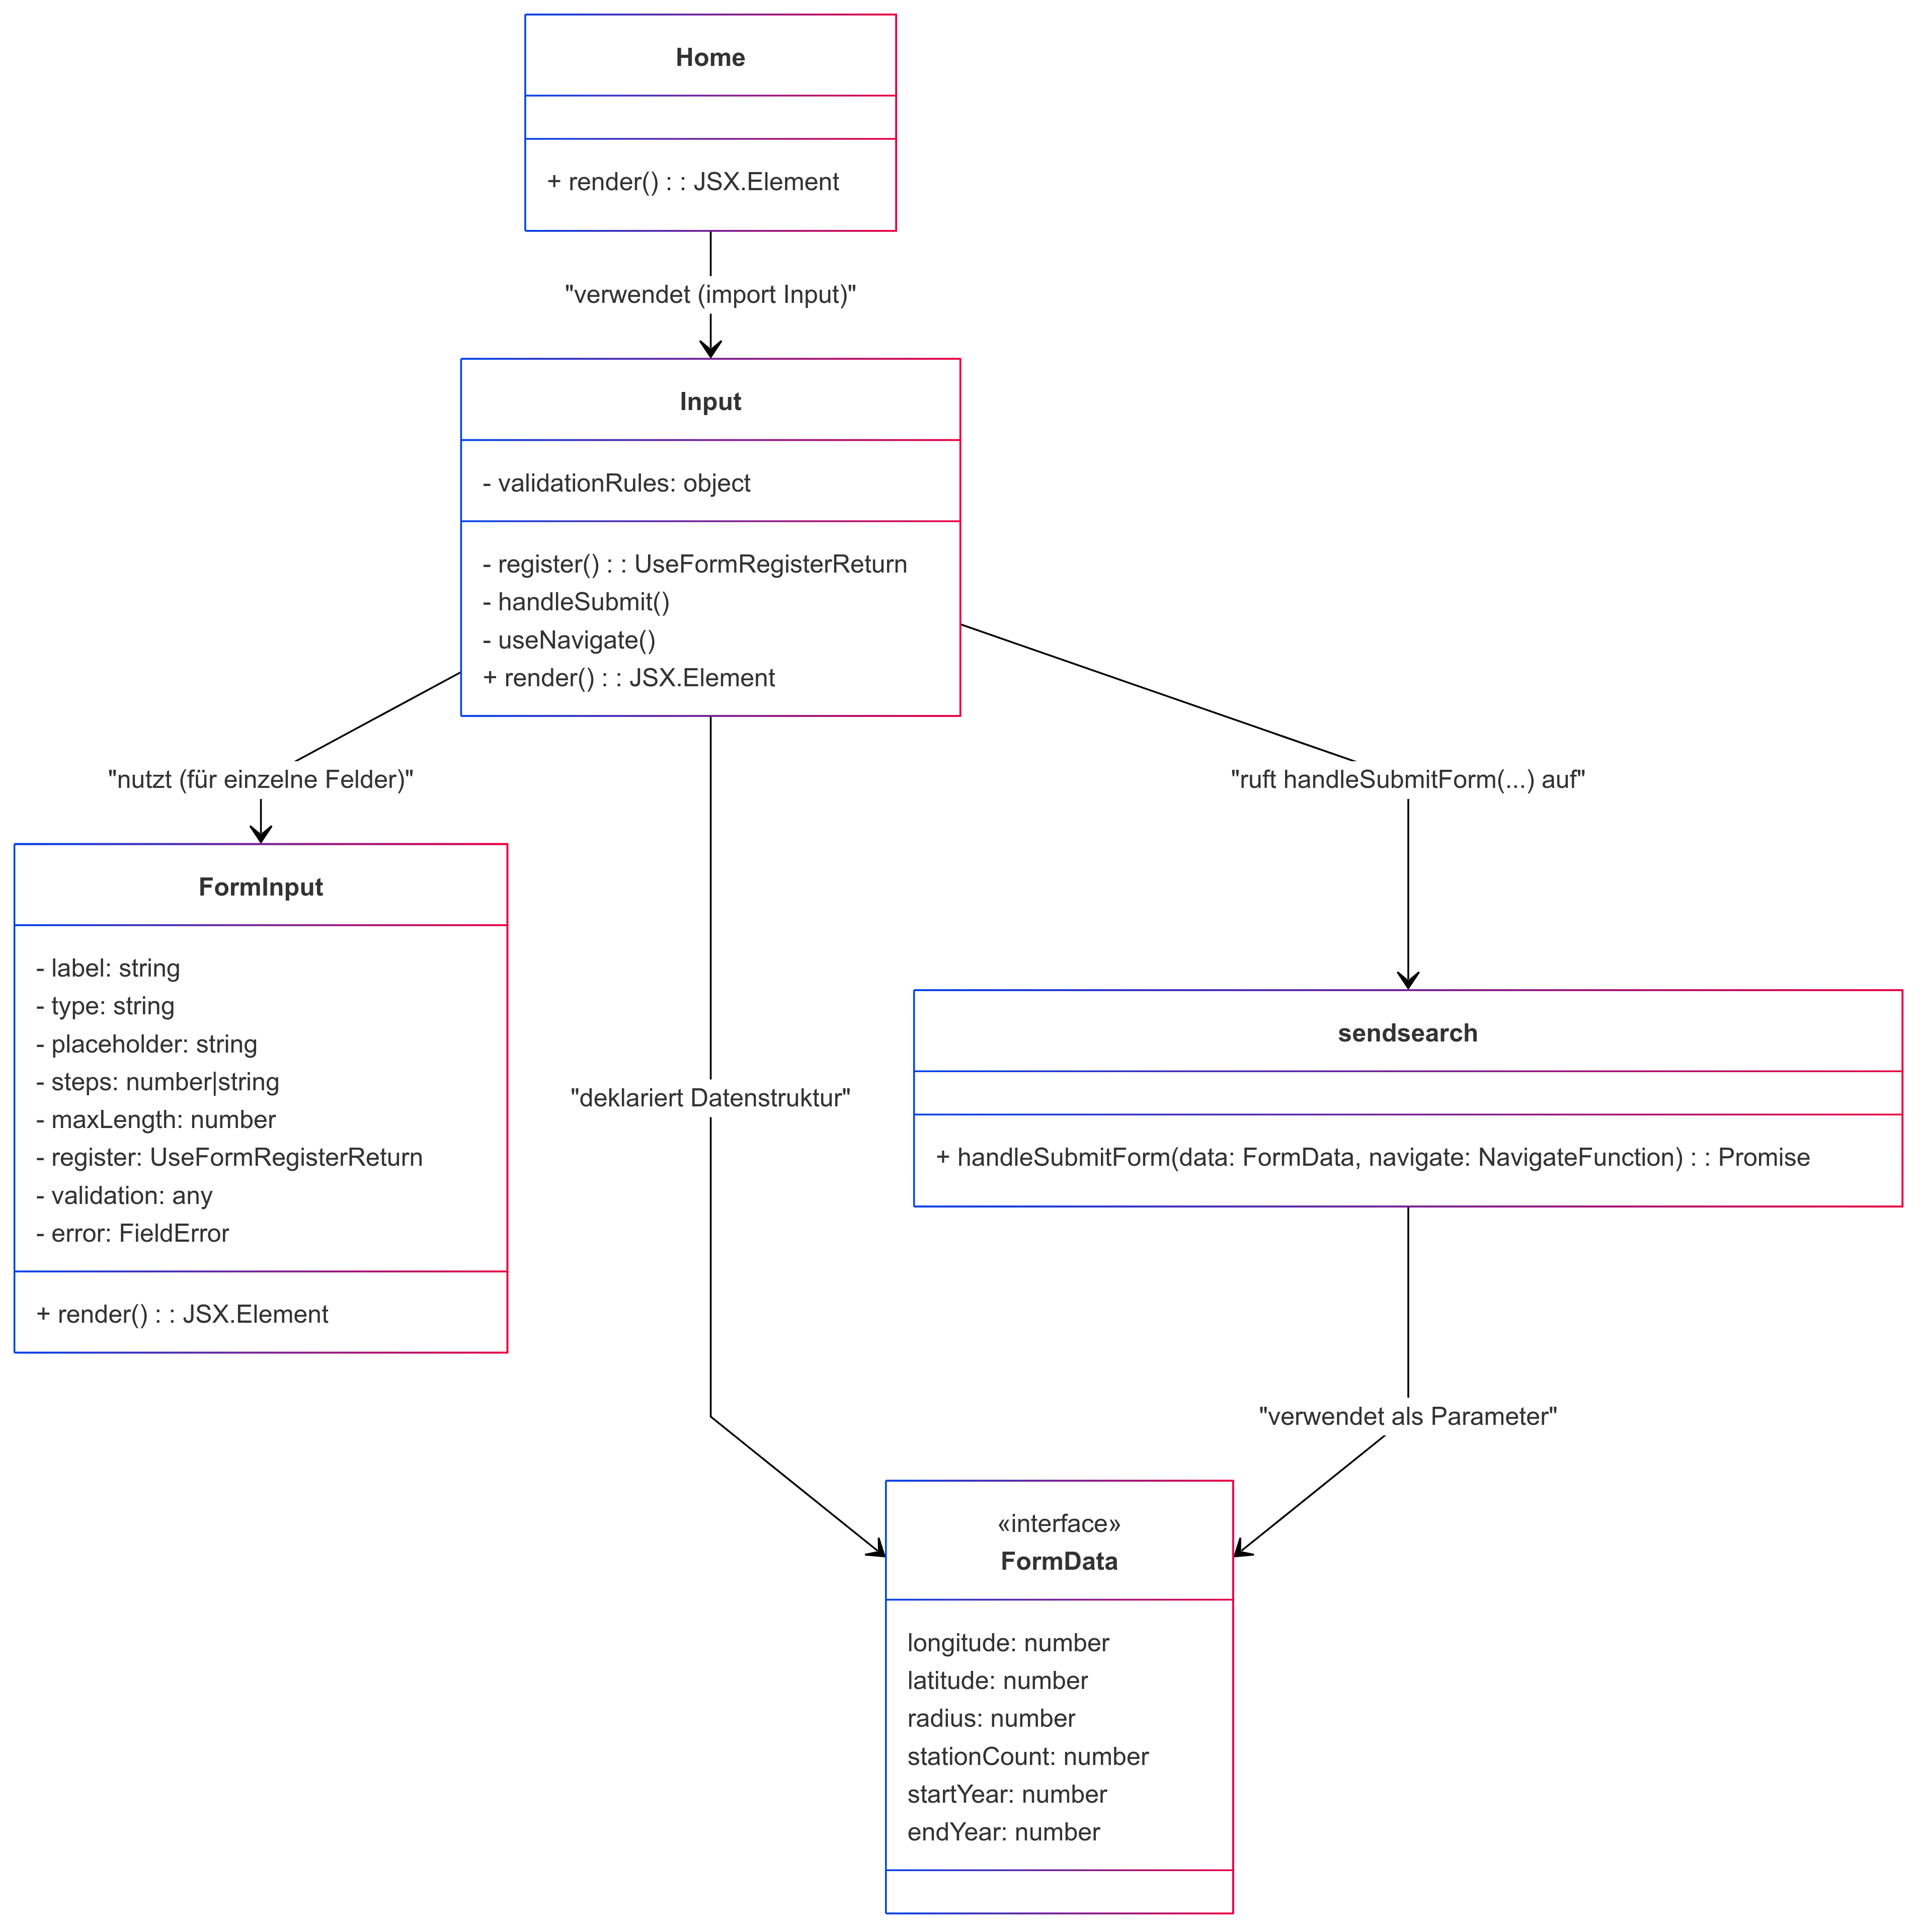 Home
+ render() : : JSX.Element
"verwendet (import Input)"
Input
- validationRules: object
- register() : : UseFormRegisterReturn
- handleSubmit()
- useNavigate()
+ render() : : JSX.Element
"nutzt (für einzelne Felder)"
"ruft handleSubmitForm(...) auf"
FormInput
- label: string
- type: string
- placeholder: string
- steps: number|string
- maxLength: number
- register: UseFormRegisterReturn
- validation: any
- error: FieldError
+ render() : : JSX.Element
"deklariert Datenstruktur"
sendsearch
+ handleSubmitForm(data: FormData, navigate: NavigateFunction) : : Promise
"verwendet als Parameter"
«interface»
FormData
longitude: number
latitude: number
radius: number
stationCount: number
startYear: number
endYear: number